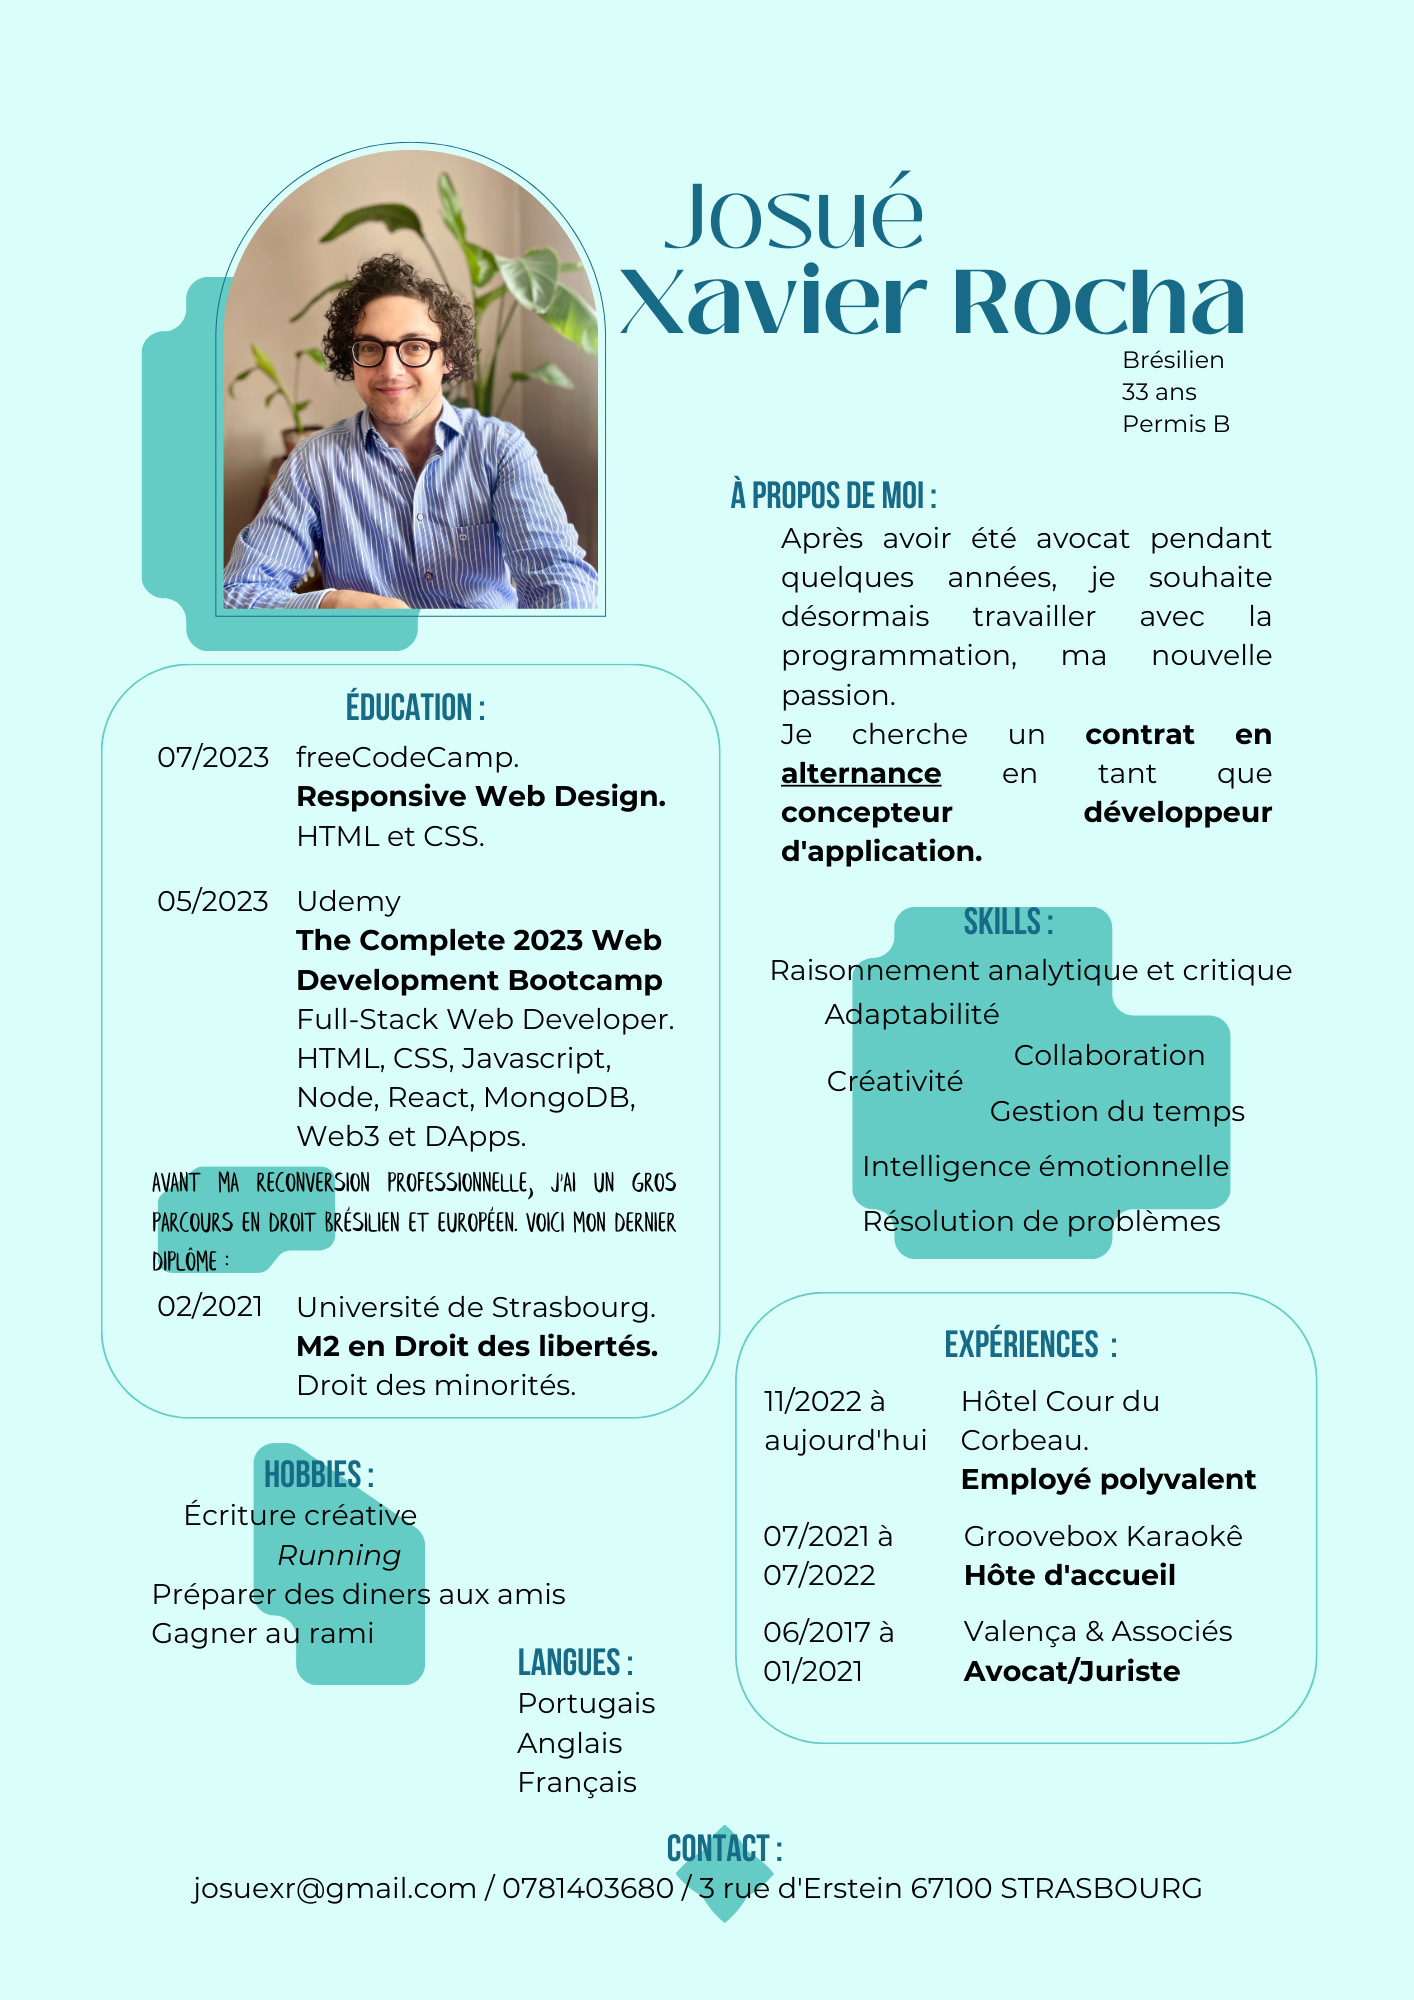 Josué
Xavier Rocha
Brésilien
33 ans
Permis B
À PROPOS DE MOI :
Après avoir été avocat pendant
quelques années, je souhaite
désormais travailler avec la
programmation, ma nouvelle
passion.
Je cherche un contrat en
alternance en tant que
concepteur développeur
d'application.
ÉDUCATION :
07/2023 freeCodeCamp.
Responsive Web Design.
HTML et CSS.
05/2023 Udemy
The Complete 2023 Web
Development Bootcamp
Full-Stack Web Developer.
HTML, CSS, Javascript,
Node, React, MongoDB,
Web3 et DApps.
AVANT MA RECONVERSION PROFESSIONNELLE, J'AI UN GROS
PARCOURS EN DROIT BRÉSILIEN ET EUROPÉEN. VOICI MON DERNIER
DIPLÔME :
02/2021 Université de Strasbourg.
M2 en Droit des libertés.
Droit des minorités.
SKILLS :
Raisonnement analytique et critique
Adaptabilité
Collaboration
Créativité
Gestion du temps
Intelligence émotionnelle
Résolution de problèmes
EXPÉRIENCES :
11/2022 à Hôtel Cour du
aujourd'hui Corbeau.
Employé polyvalent
07/2021 à Groovebox Karaokê
07/2022 Hôte d'accueil
06/2017 à Valença & Associés
01/2021 Avocat/Juriste
HOBBIES :
Écriture créative
Running
Préparer des diners aux amis
Gagner au rami
LANGUES :
Portugais
Anglais
Français
CONTACT :
josuexr@gmail.com / 0781403680 / 3 rue d'Erstein 67100 STRASBOURG